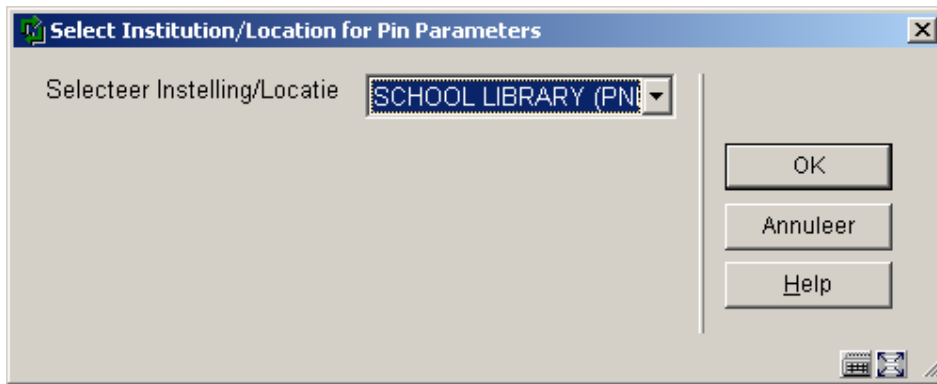 Select Institution/Location for Pin Parameters
Selecteer Instelling/Locatie
SCHOOL LIBRARY (PN
OK
Annuleer
Help